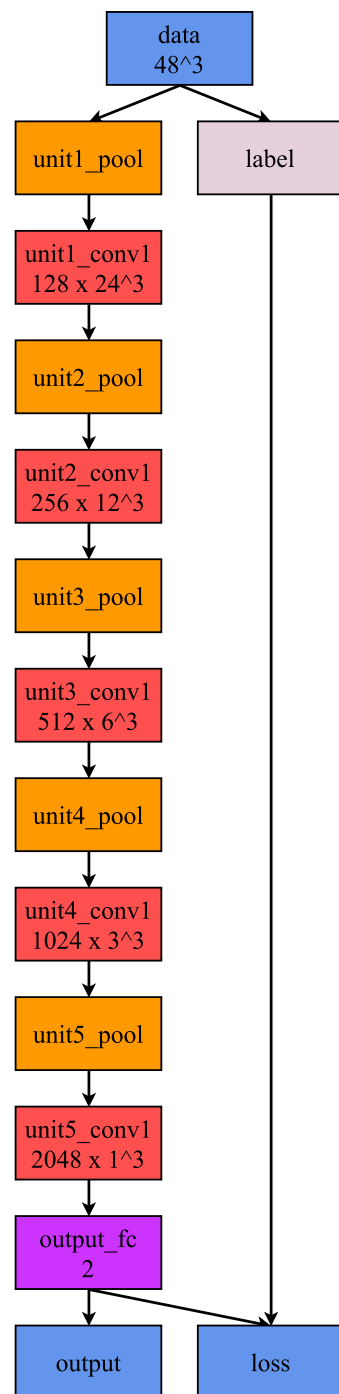 data
48^3
unit1_pool
label
unit1_conv1
128 x 24^3
unit2_pool
unit2_conv1
256 x 12^3
unit3_pool
unit3_conv1
512 x 6^3
unit4_pool
unit4_conv1
1024 x 3^3
unit5_pool
unit5_conv1
2048 x 1^3
output_fc
2
output
loss